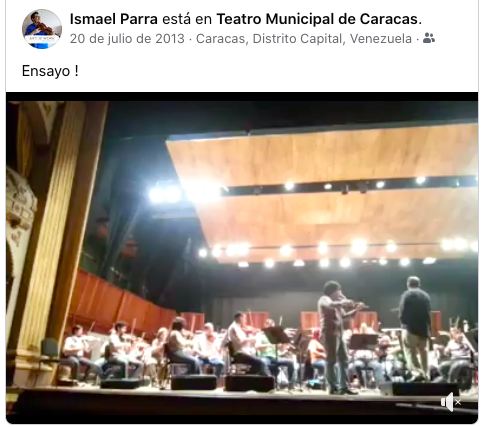 Ismael Parra está en Teatro Municipal de Caracas.
20 de julio de 2013 · Caracas, Distrito Capital, Venezuela ·
Ensayo !